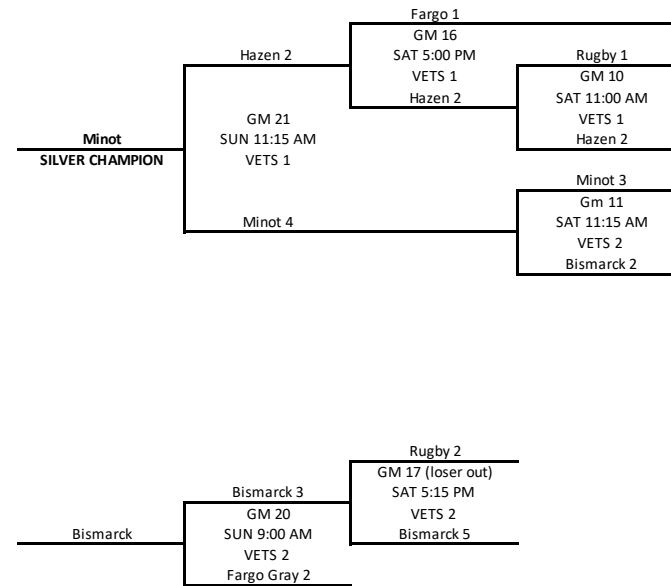 Fargo 1
GM 16
Hazen 2 SAT 5:00 PM Rugby 1
VETS 1 GM 10
Hazen 2 SAT 11:00 AM
GM 21 VETS 1
Minot SUN 11:15 AM Hazen 2
SILVER CHAMPION VETS 1
Minot 3
Gm 11
Minot 4 SAT 11:15 AM
VETS 2
Bismarck 2
Rugby 2
GM 17 (loser out)
Bismarck 3 SAT 5:15 PM
GM 20 VETS 2
Bismarck SUN 9:00 AM Bismarck 5
VETS 2
Fargo Gray 2